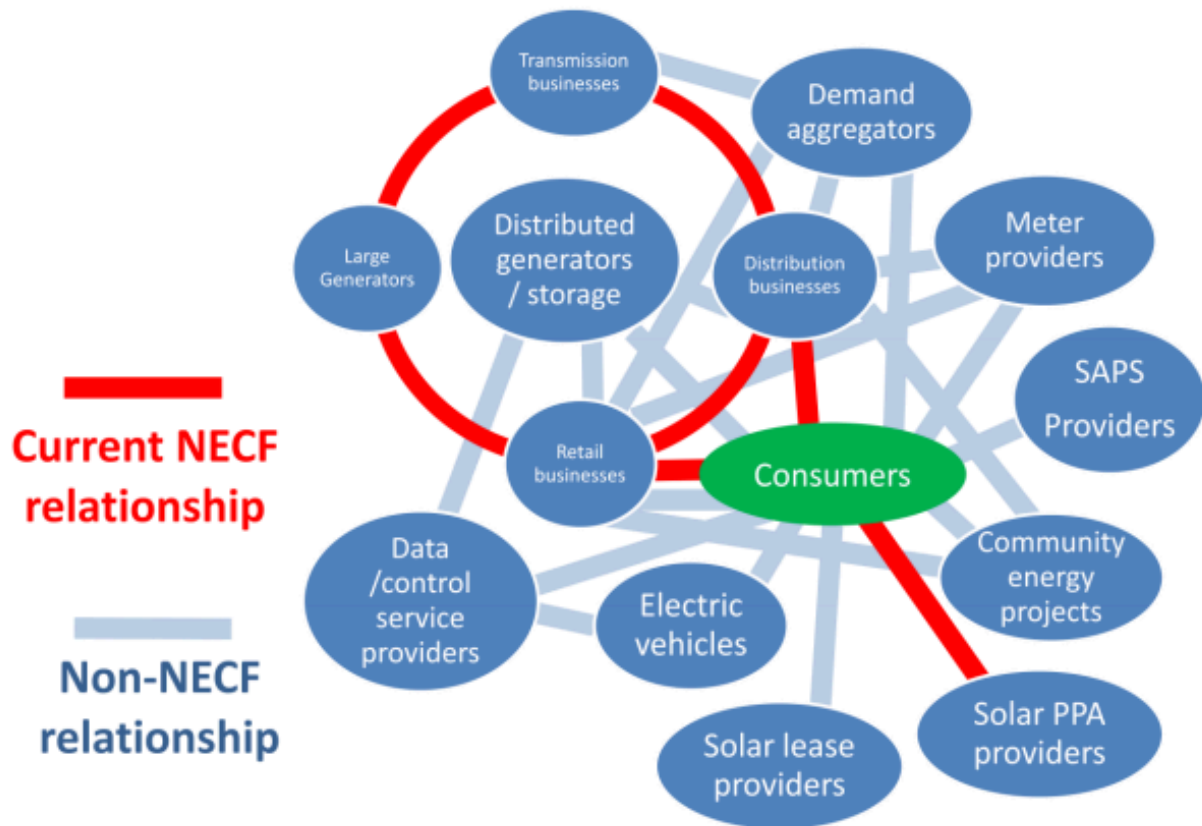 Transmission
businesses
Demand
aggregators
Large
Generators
Distributed
generators
/ storage
Distribution
businesses
Meter
providers
SAPS
Providers
Current NECF
relationship
Retail
businesses
Consumers
Data
/control
service
providers
Electric
vehicles
Community
energy
projects
Non-NECF
relationship
Solar lease
providers
Solar PPA
providers